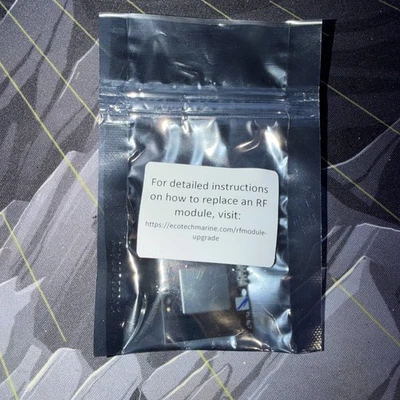 For detailed instructions
on how to replace an RF
module, visit:
https://ecotechmarine.com/rfmodule-
upgrade